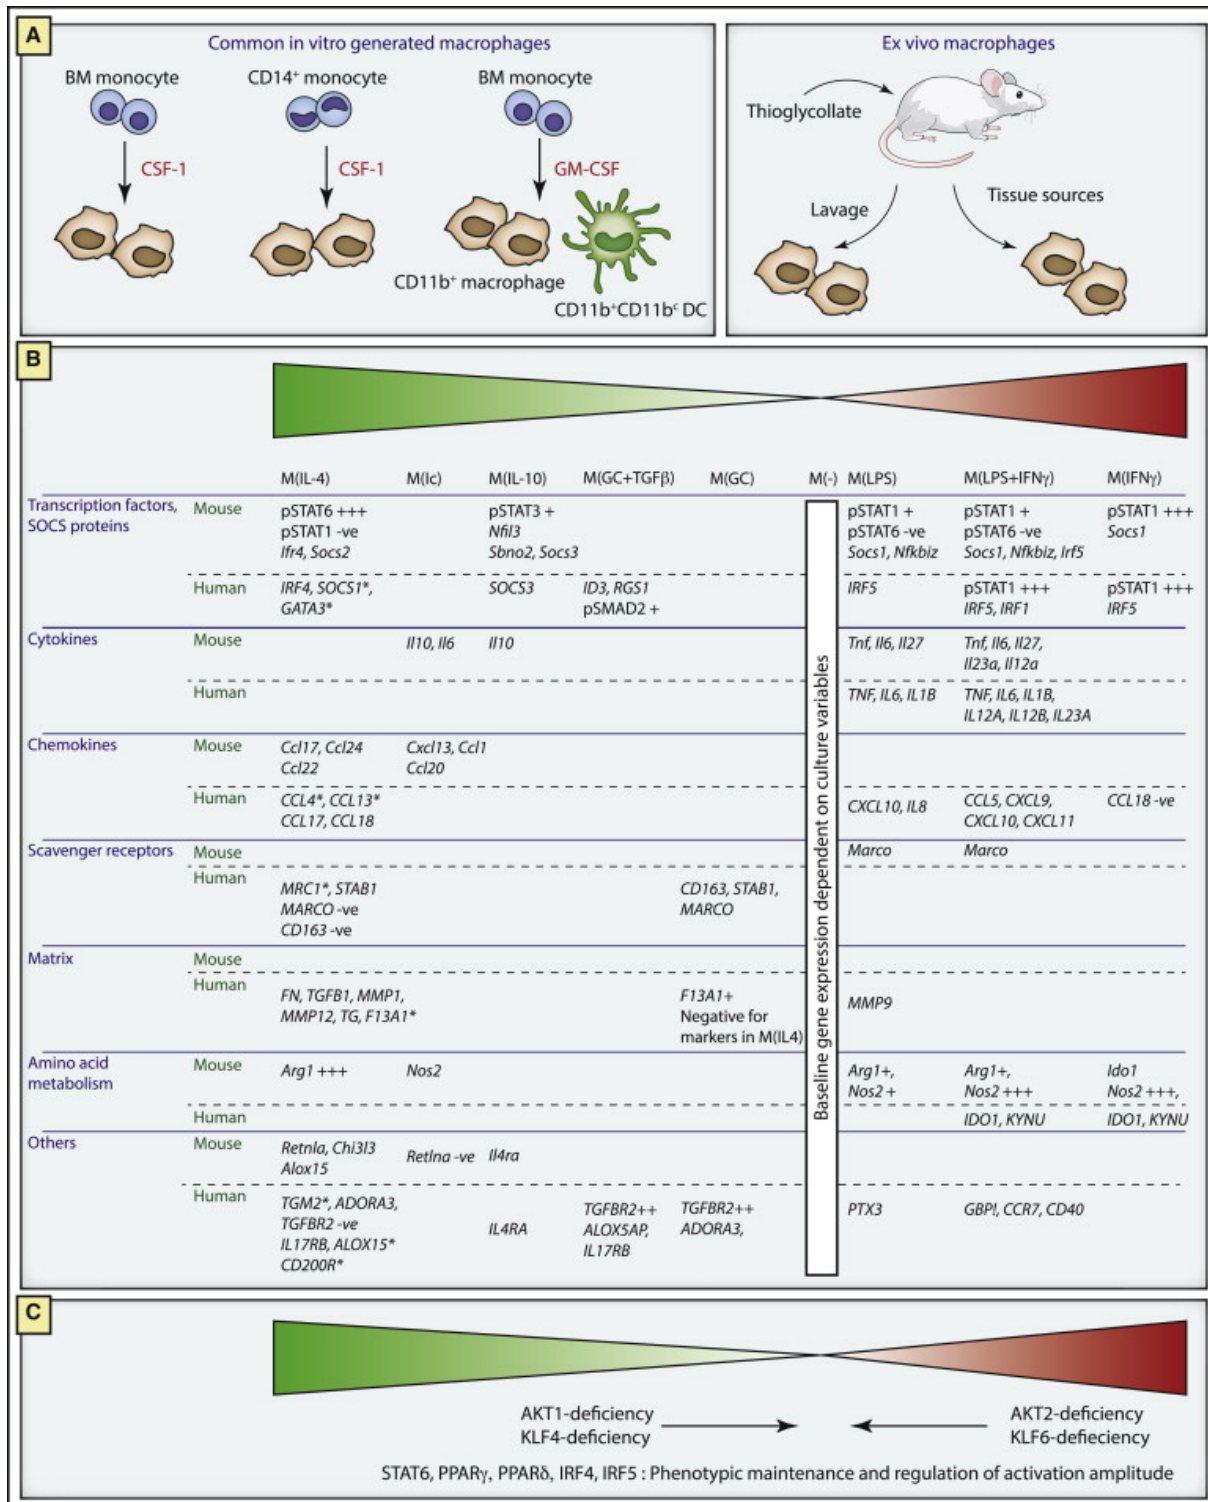 A
Common in vitro generated macrophages
BM monocyte
CD14⁺ monocyte
BM monocyte
CSF-1
CSF-1
GM-CSF
CD11b⁺ macrophage
CD11b⁺CD11bᶜ DC
Ex vivo macrophages
Thioglycollate
Lavage
Tissue sources
B
M(IL-4) M(Ic) M(IL-10) M(GC+TGFβ) M(GC) M(-) M(LPS) M(LPS+IFNγ) M(IFNγ)
Baseline gene expression dependent on culture variables
Transcription factors,
SOCS proteins
Mouse
pSTAT6 +++
pSTAT1 -ve
Ifr4, Socs2
pSTAT3 +
Nfil3
Sbno2, Socs3
pSTAT1 +
pSTAT6 -ve
Socs1, Nfkbiz
pSTAT1 +
pSTAT6 -ve
Socs1, Nfkbiz, Irf5
pSTAT1 +++
Socs1
Human
IRF4, SOCS1*,
GATA3*
SOCS3
ID3, RGS1
pSMAD2 +
IRF5
pSTAT1 +++
IRF5, IRF1
pSTAT1 +++
IRF5
Cytokines
Mouse
Il10, Il6
Il10
Tnf, Il6, Il27
Tnf, Il6, Il27,
Il23a, Il12a
Human
TNF, IL6, IL1B
TNF, IL6, IL1B,
IL12A, IL12B, IL23A
Chemokines
Mouse
Ccl17, Ccl24
Ccl22
Cxcl13, Ccl1
Ccl20
Human
CCL4*, CCL13*
CCL17, CCL18
CXCL10, IL8
CCL5, CXCL9,
CXCL10, CXCL11
CCL18 -ve
Scavenger receptors
Mouse
Marco
Marco
Human
MRC1*, STAB1
MARCO -ve
CD163 -ve
CD163, STAB1,
MARCO
Matrix
Mouse
Human
FN, TGFB1, MMP1,
MMP12, TG, F13A1*
F13A1+
Negative for
markers in M(IL4)
MMP9
Amino acid
metabolism
Mouse
Arg1 +++
Nos2
Arg1+,
Nos2 +
Arg1+,
Nos2 +++
Ido1
Nos2 +++,
Human
IDO1, KYNU
IDO1, KYNU
Others
Mouse
Retnla, Chi3l3
Alox15
Retlna -ve
Il4ra
Human
TGM2*, ADORA3,
TGFBR2 -ve
IL17RB, ALOX15*
CD200R*
IL4RA
TGFBR2++
ALOX5AP,
IL17RB
TGFBR2++
ADORA3,
PTX3
GBP!, CCR7, CD40
C
AKT1-deficiency
KLF4-deficiency
AKT2-deficiency
KLF6-defieciency
STAT6, PPARγ, PPARδ, IRF4, IRF5 : Phenotypic maintenance and regulation of activation amplitude